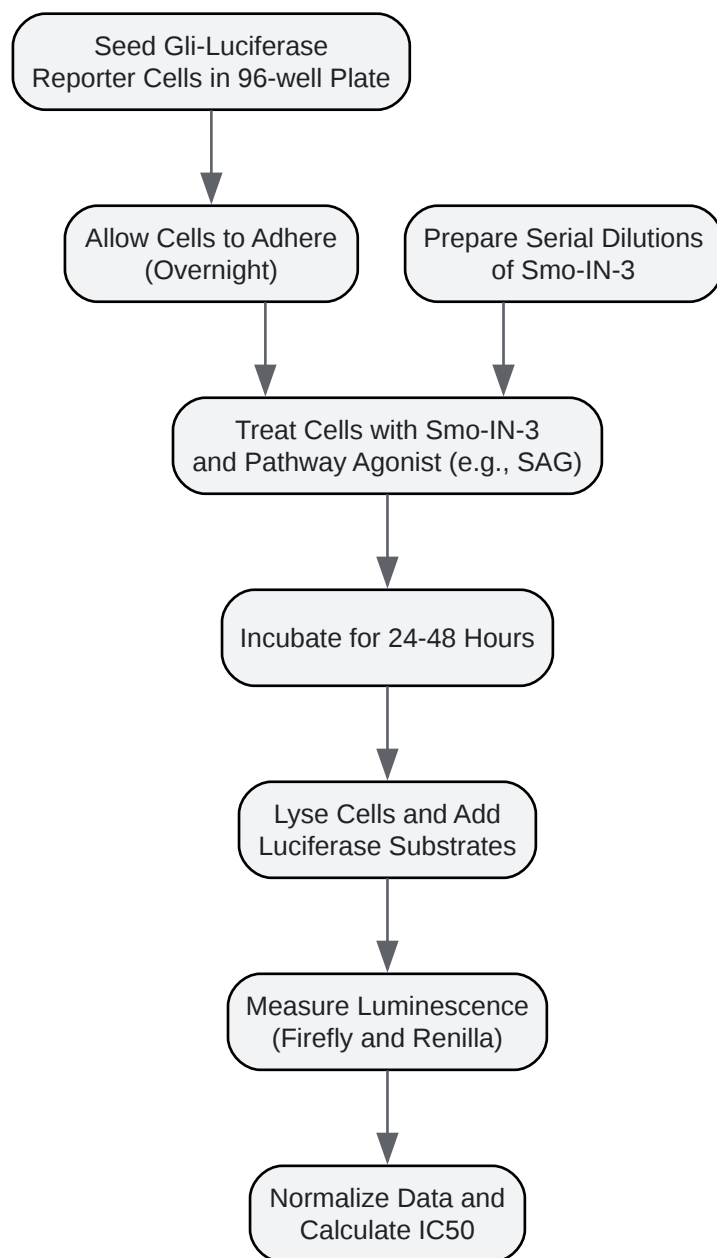 Seed Gli-Luciferase
Reporter Cells in 96-well Plate
Allow Cells to Adhere
(Overnight)
Prepare Serial Dilutions
of Smo-IN-3
Treat Cells with Smo-IN-3
and Pathway Agonist (e.g., SAG)
Incubate for 24-48 Hours
Lyse Cells and Add
Luciferase Substrates
Measure Luminescence
(Firefly and Renilla)
Normalize Data and
Calculate IC50